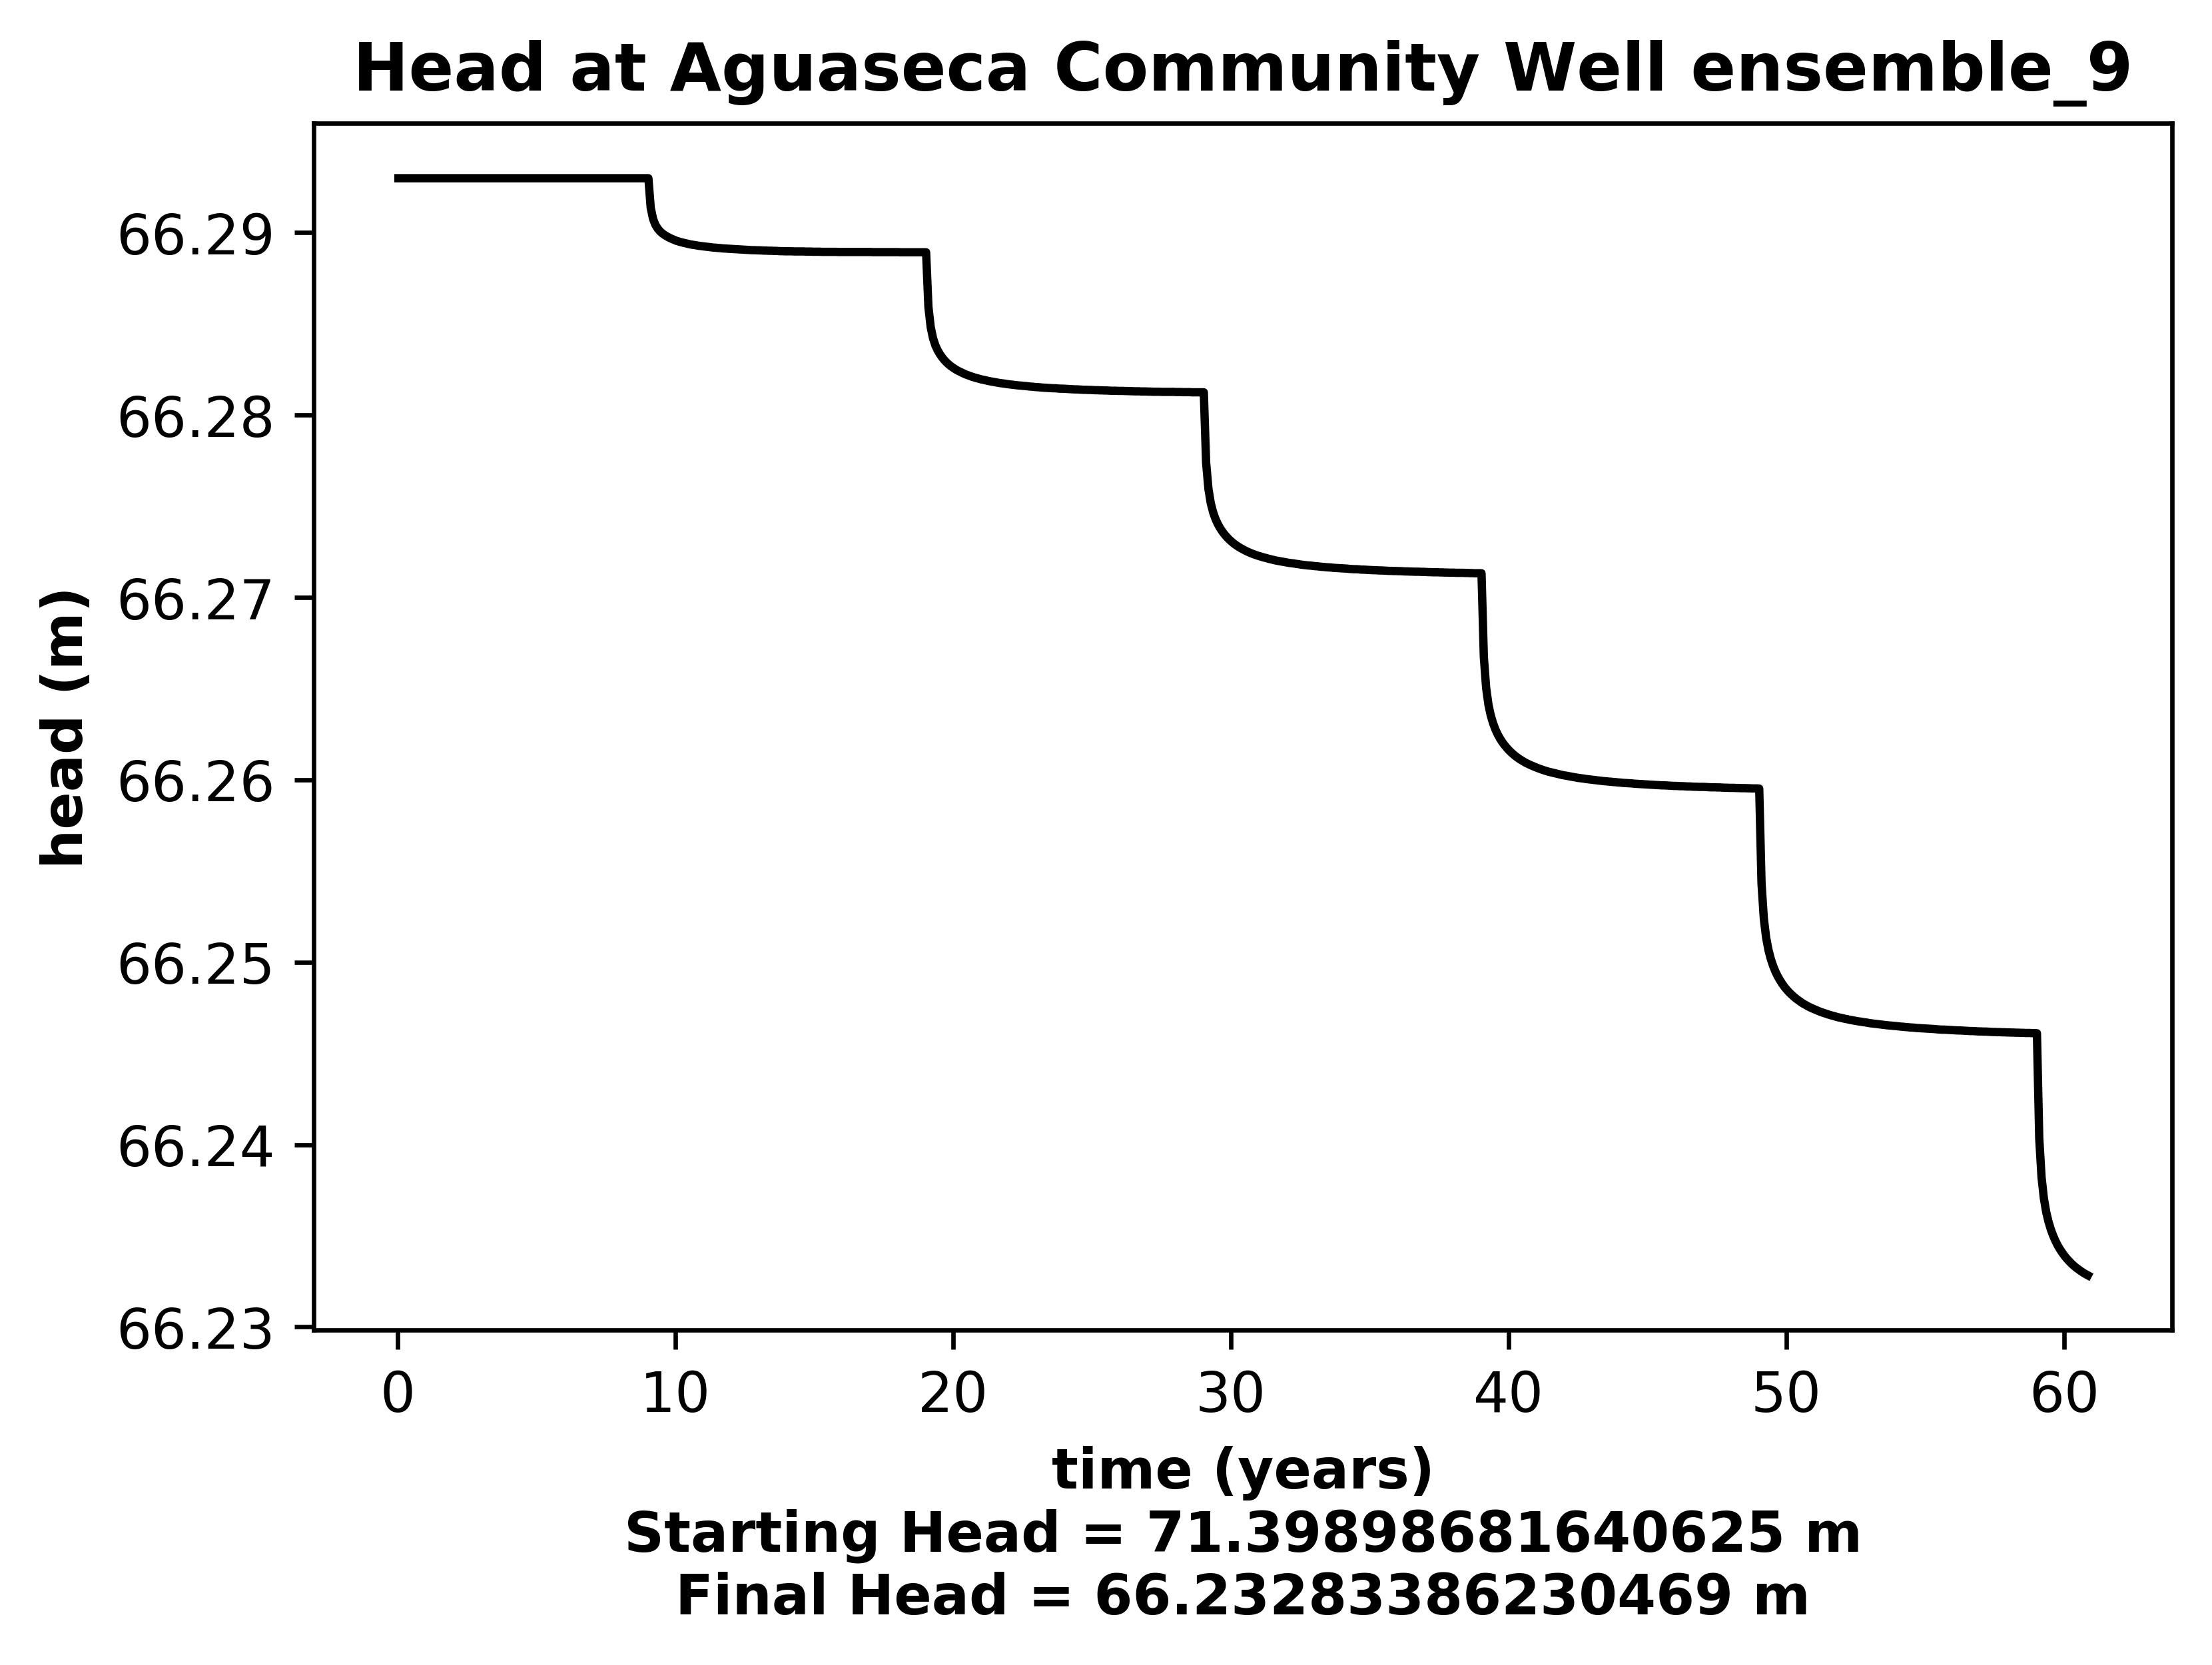 Head at Aguaseca Community Well ensemble_9
head (m)
66.29
66.28
66.27
66.26
66.25
66.24
66.23
0 10 20 30 40 50 60
time (years)
Starting Head = 71.39898681640625 m
Final Head = 66.23283386230469 m